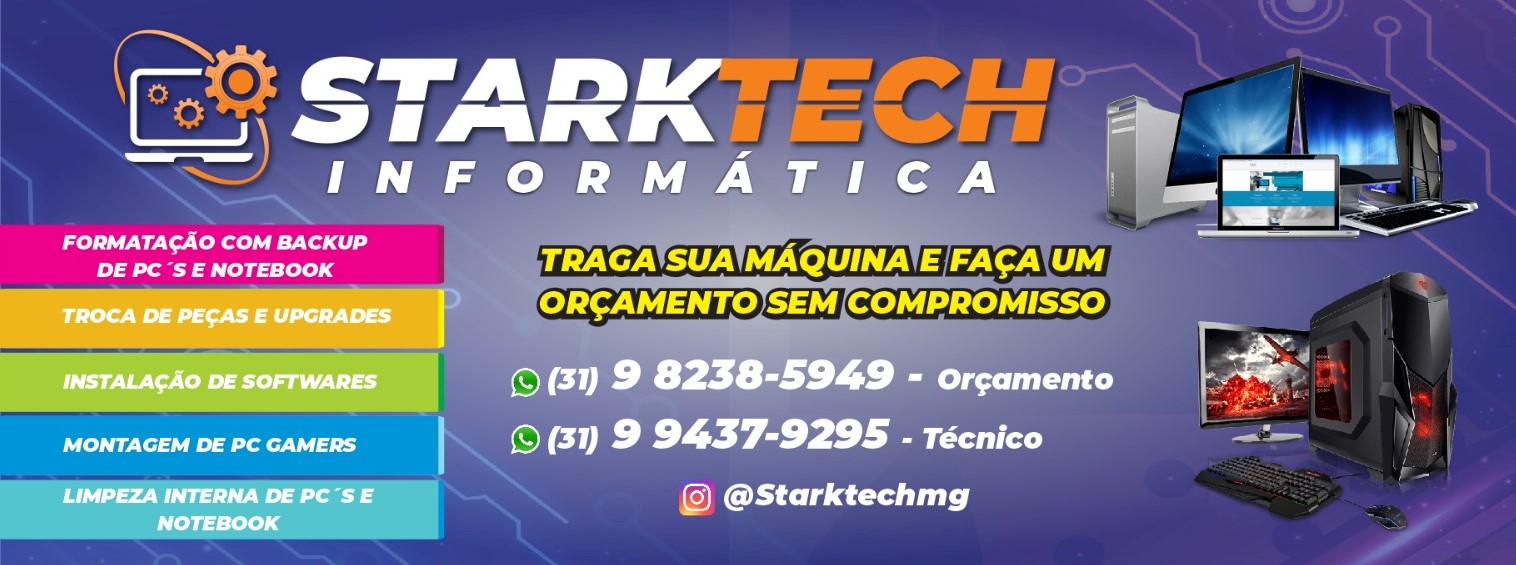 STARKTECH
INFORMÁTICA
FORMATAÇÃO COM BACKUP
DE PC´S E NOTEBOOK
TROCA DE PEÇAS E UPGRADES
INSTALAÇÃO DE SOFTWARES
MONTAGEM DE PC GAMERS
LIMPEZA INTERNA DE PC´S E
NOTEBOOK
TRAGA SUA MÁQUINA E FAÇA UM
ORÇAMENTO SEM COMPROMISSO
(31) 9 8238-5949 - Orçamento
(31) 9 9437-9295 - Técnico
@Starktechmg